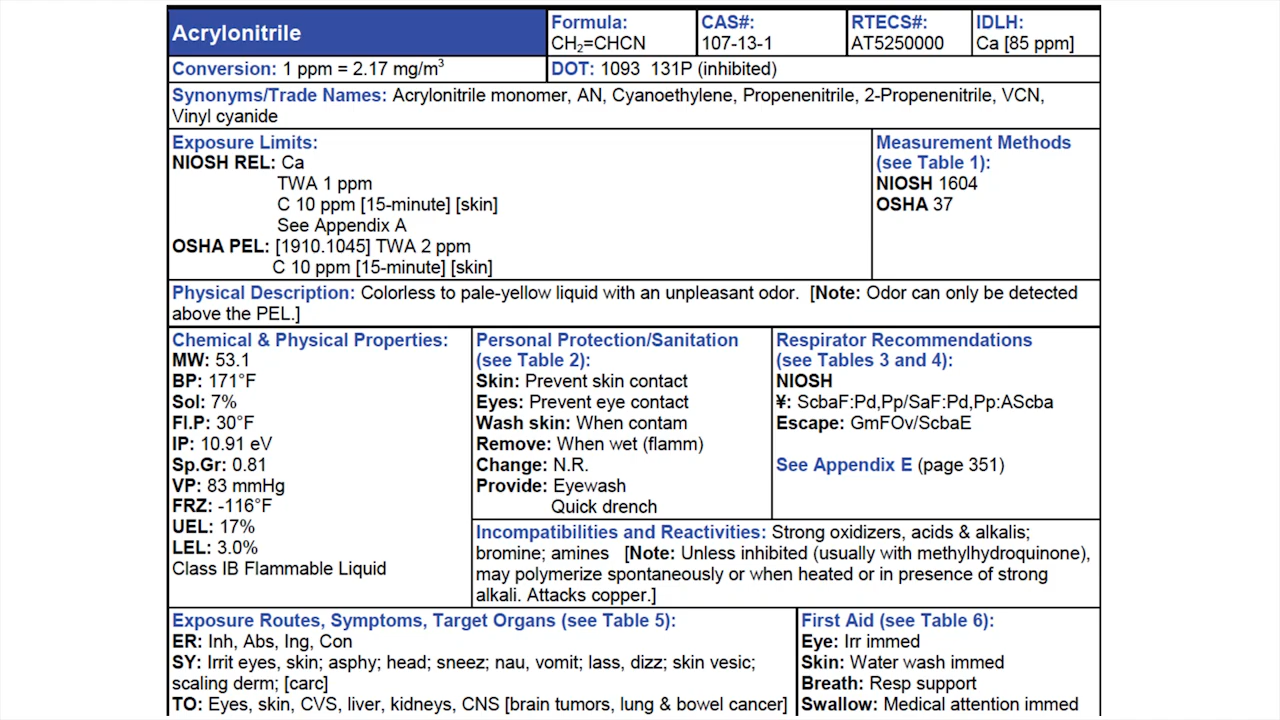 Acrylonitrile
Formula:
CH₂=CHCN
CAS#:
107-13-1
RTECS#:
AT5250000
IDLH:
Ca [85 ppm]
Conversion: 1 ppm = 2.17 mg/m³
DOT: 1093 131P (inhibited)
Synonyms/Trade Names: Acrylonitrile monomer, AN, Cyanoethylene, Propenenitrile, 2-Propenenitrile, VCN,
Vinyl cyanide
Exposure Limits:
NIOSH REL: Ca
TWA 1 ppm
C 10 ppm [15-minute] [skin]
See Appendix A
OSHA PEL: [1910.1045] TWA 2 ppm
C 10 ppm [15-minute] [skin]
Measurement Methods
(see Table 1):
NIOSH 1604
OSHA 37
Physical Description: Colorless to pale-yellow liquid with an unpleasant odor. [Note: Odor can only be detected
above the PEL.]
Chemical & Physical Properties:
MW: 53.1
BP: 171°F
Sol: 7%
Fl.P: 30°F
IP: 10.91 eV
Sp.Gr: 0.81
VP: 83 mmHg
FRZ: -116°F
UEL: 17%
LEL: 3.0%
Class IB Flammable Liquid
Personal Protection/Sanitation
(see Table 2):
Skin: Prevent skin contact
Eyes: Prevent eye contact
Wash skin: When contam
Remove: When wet (flamm)
Change: N.R.
Provide: Eyewash
Quick drench
Respirator Recommendations
(see Tables 3 and 4):
NIOSH
¥: ScbaF:Pd,Pp/SaF:Pd,Pp:AScba
Escape: GmFOv/ScbaE
See Appendix E (page 351)
Incompatibilities and Reactivities: Strong oxidizers, acids & alkalis;
bromine; amines [Note: Unless inhibited (usually with methylhydroquinone),
may polymerize spontaneously or when heated or in presence of strong
alkali. Attacks copper.]
Exposure Routes, Symptoms, Target Organs (see Table 5):
ER: Inh, Abs, Ing, Con
SY: Irrit eyes, skin; asphy; head; sneez; nau, vomit; lass, dizz; skin vesic;
scaling derm; [carc]
TO: Eyes, skin, CVS, liver, kidneys, CNS [brain tumors, lung & bowel cancer]
First Aid (see Table 6):
Eye: Irr immed
Skin: Water wash immed
Breath: Resp support
Swallow: Medical attention immed